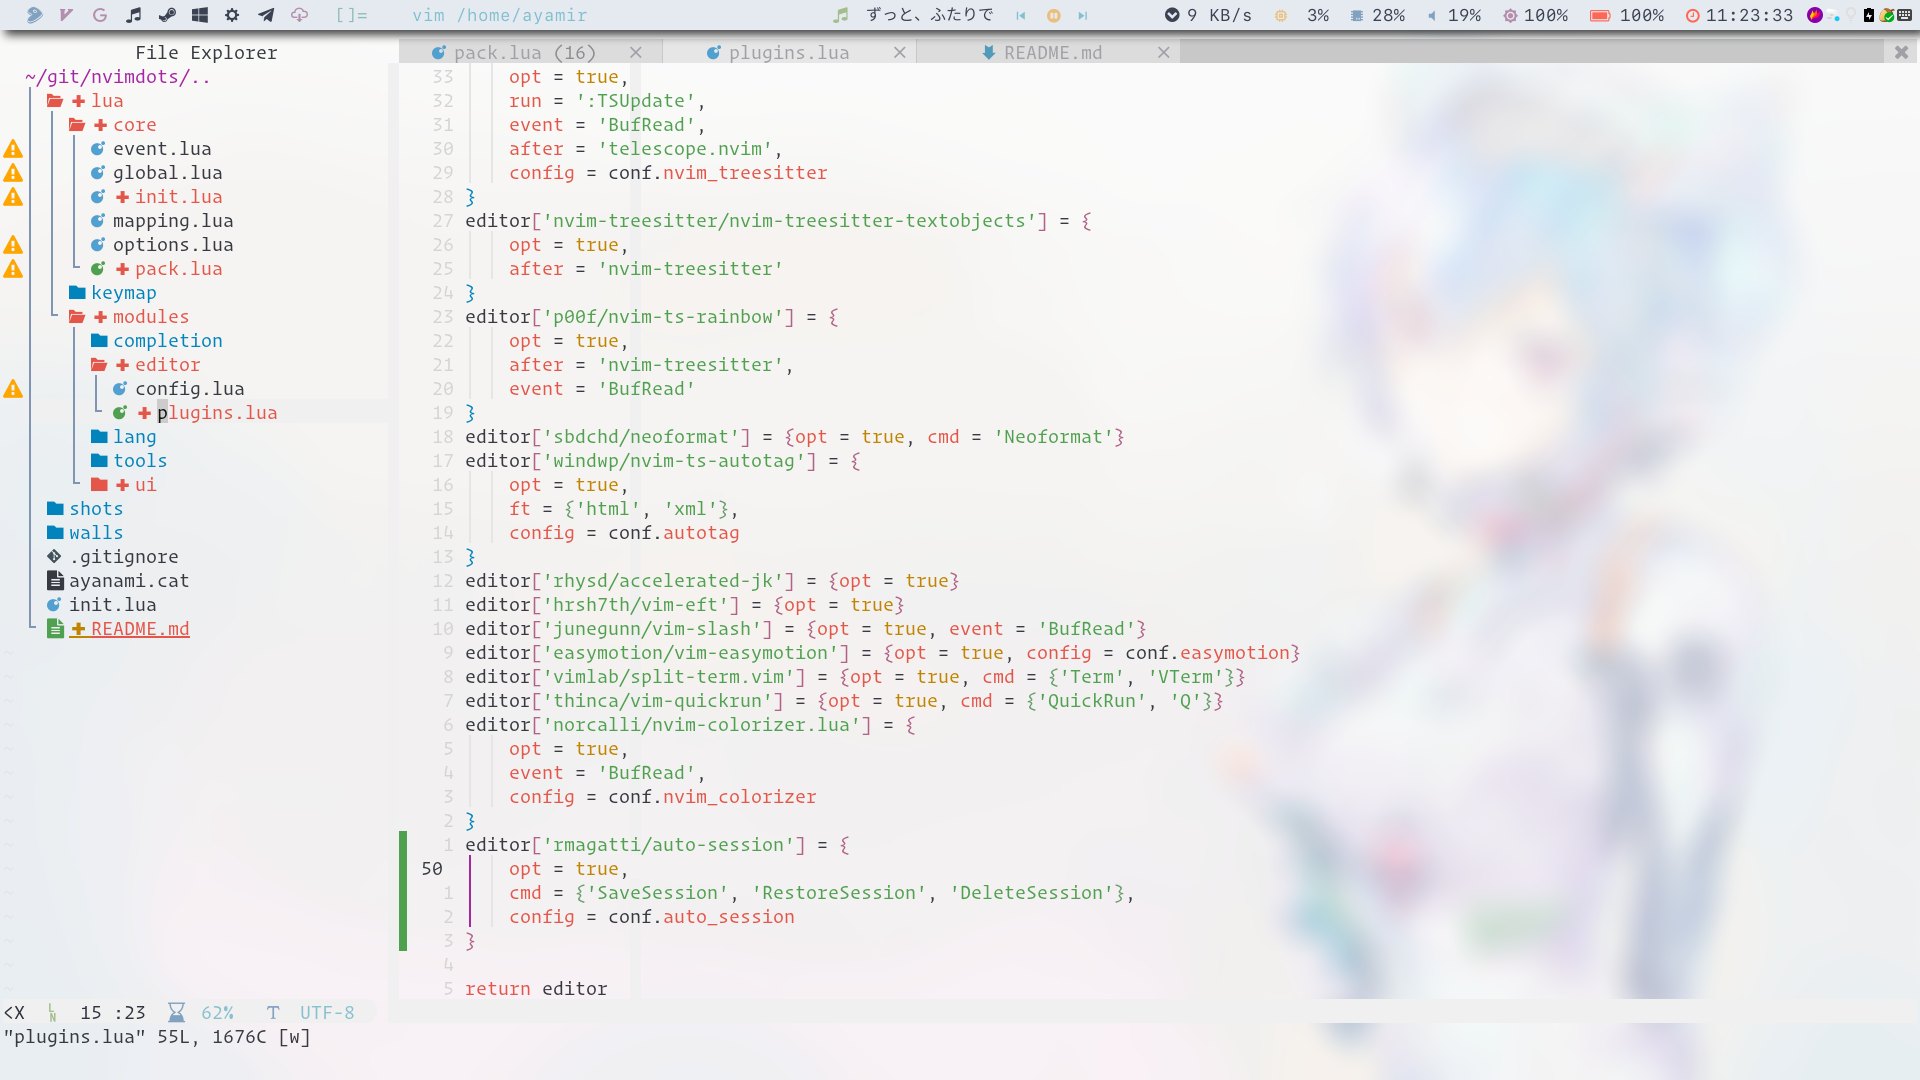 []= vim /home/ayamir ずっと、ふたりで 9 KB/s 3% 28% 19% 100% 100% 11:23:33
File Explorer
~/git/nvimdots/..
lua
core
event.lua
global.lua
init.lua
mapping.lua
options.lua
pack.lua
keymap
modules
completion
editor
config.lua
plugins.lua
lang
tools
ui
shots
walls
.gitignore
ayanami.cat
init.lua
README.md
<X LN 15 :23 62% T UTF-8
"plugins.lua" 55L, 1676C [w]
pack.lua (16) × plugins.lua × README.md ×
33 opt = true,
32 run = ':TSUpdate',
31 event = 'BufRead',
30 after = 'telescope.nvim',
29 config = conf.nvim_treesitter
28 }
27 editor['nvim-treesitter/nvim-treesitter-textobjects'] = {
26 opt = true,
25 after = 'nvim-treesitter'
24 }
23 editor['p00f/nvim-ts-rainbow'] = {
22 opt = true,
21 after = 'nvim-treesitter',
20 event = 'BufRead'
19 }
18 editor['sbdchd/neoformat'] = {opt = true, cmd = 'Neoformat'}
17 editor['windwp/nvim-ts-autotag'] = {
16 opt = true,
15 ft = {'html', 'xml'},
14 config = conf.autotag
13 }
12 editor['rhysd/accelerated-jk'] = {opt = true}
11 editor['hrsh7th/vim-eft'] = {opt = true}
10 editor['junegunn/vim-slash'] = {opt = true, event = 'BufRead'}
9 editor['easymotion/vim-easymotion'] = {opt = true, config = conf.easymotion}
8 editor['vimlab/split-term.vim'] = {opt = true, cmd = {'Term', 'VTerm'}}
7 editor['thinca/vim-quickrun'] = {opt = true, cmd = {'QuickRun', 'Q'}}
6 editor['norcalli/nvim-colorizer.lua'] = {
5 opt = true,
4 event = 'BufRead',
3 config = conf.nvim_colorizer
2 }
1 editor['rmagatti/auto-session'] = {
50 opt = true,
1 cmd = {'SaveSession', 'RestoreSession', 'DeleteSession'},
2 config = conf.auto_session
3 }
4
5 return editor